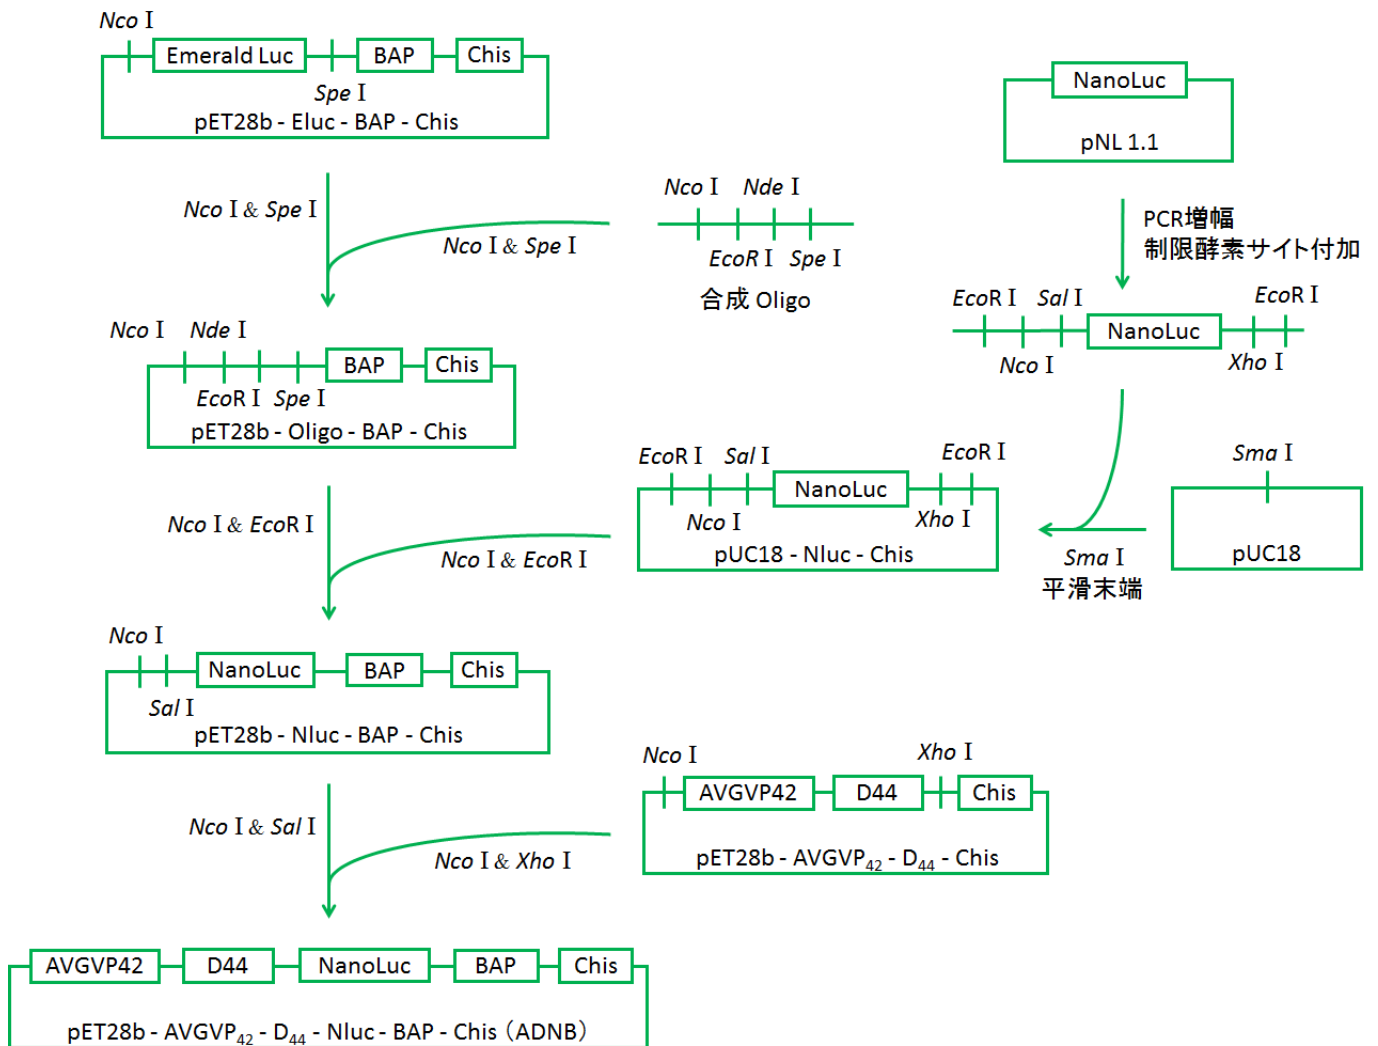 Nco I
Emerald Luc
BAP
Chis
Spe I
pET28b - Eluc - BAP - Chis
NanoLuc
pNL 1.1
Nco I & Spe I
Nco I & Spe I
Nco I Nde I
EcoR I Spe I
合成 Oligo
PCR増幅
制限酵素サイト付加
EcoR I Sal I
EcoR I
NanoLuc
Nco I
Xho I
Nco I Nde I
BAP
Chis
EcoR I Spe I
pET28b - Oligo - BAP - Chis
EcoR I Sal I
EcoR I
NanoLuc
Nco I
Xho I
pUC18 - Nluc - Chis
Sma I
pUC18
Sma I
平滑末端
Nco I & EcoR I
Nco I & EcoR I
Nco I
NanoLuc
BAP
Chis
Sal I
pET28b - Nluc - BAP - Chis
Nco I
Xho I
AVGVP42
D44
Chis
pET28b - AVGVP42 - D44 - Chis
Nco I & Sal I
Nco I & Xho I
AVGVP42
D44
NanoLuc
BAP
Chis
pET28b - AVGVP42 - D44 - Nluc - BAP - Chis（ADNB）